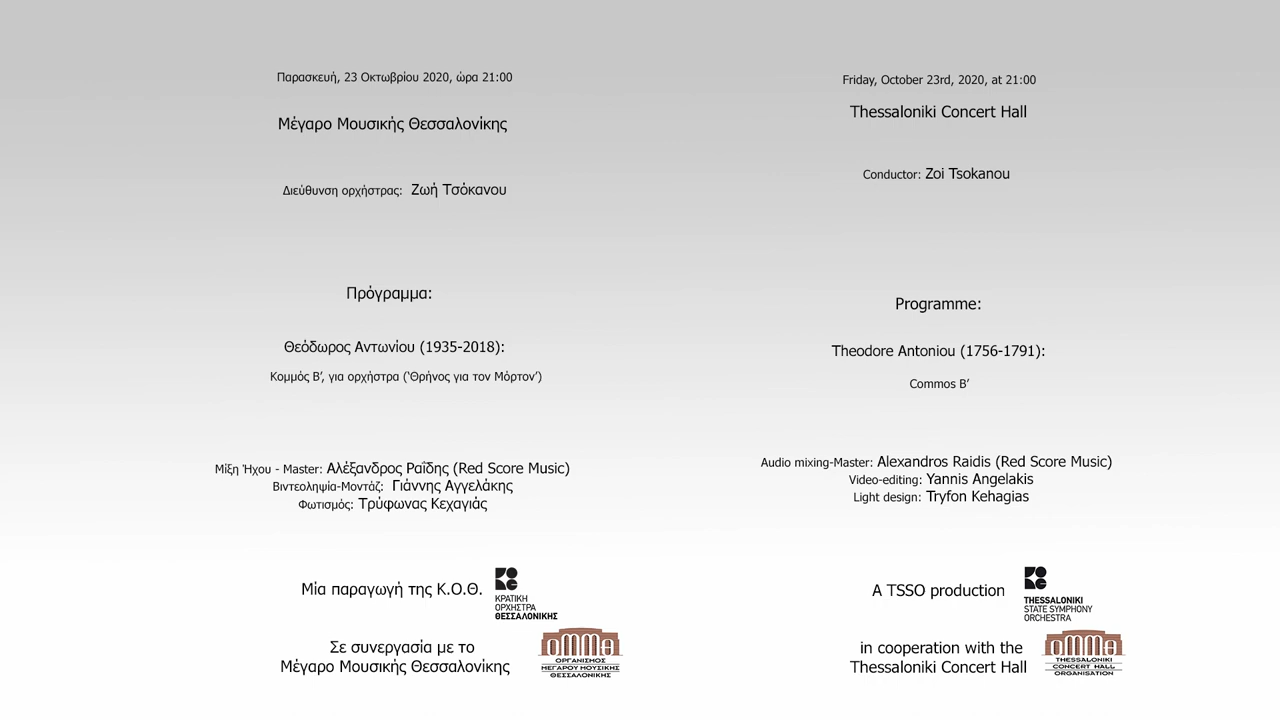 Παρασκευή, 23 Οκτωβρίου 2020, ώρα 21:00
Μέγαρο Μουσικής Θεσσαλονίκης
Διεύθυνση ορχήστρας: Ζωή Τσόκανου
Πρόγραμμα:
Θεόδωρος Αντωνίου (1935-2018):
Κομμός Β’, για ορχήστρα (‘Θρήνος για τον Μόρτον’)
Μίξη Ήχου - Master: Αλέξανδρος Ραΐδης (Red Score Music)
Βιντεοληψία-Μοντάζ: Γιάννης Αγγελάκης
Φωτισμός: Τρύφωνας Κεχαγιάς
Μία παραγωγή της Κ.Ο.Θ.
ΚΡΑΤΙΚΗ
ΟΡΧΗΣΤΡΑ
ΘΕΣΣΑΛΟΝΙΚΗΣ
Σε συνεργασία με το
Μέγαρο Μουσικής Θεσσαλονίκης
ΟΜΜΘ
ΟΡΓΑΝΙΣΜΟΣ
ΜΕΓΑΡΟΥ ΜΟΥΣΙΚΗΣ
ΘΕΣΣΑΛΟΝΙΚΗΣ
Friday, October 23rd, 2020, at 21:00
Thessaloniki Concert Hall
Conductor: Zoi Tsokanou
Programme:
Theodore Antoniou (1756-1791):
Commos B’
Audio mixing-Master: Alexandros Raidis (Red Score Music)
Video-editing: Yannis Angelakis
Light design: Tryfon Kehagias
A TSSO production
THESSALONIKI
STATE SYMPHONY
ORCHESTRA
in cooperation with the
Thessaloniki Concert Hall
ΟΜΜΘ
THESSALONIKI
CONCERT HALL
ORGANISATION